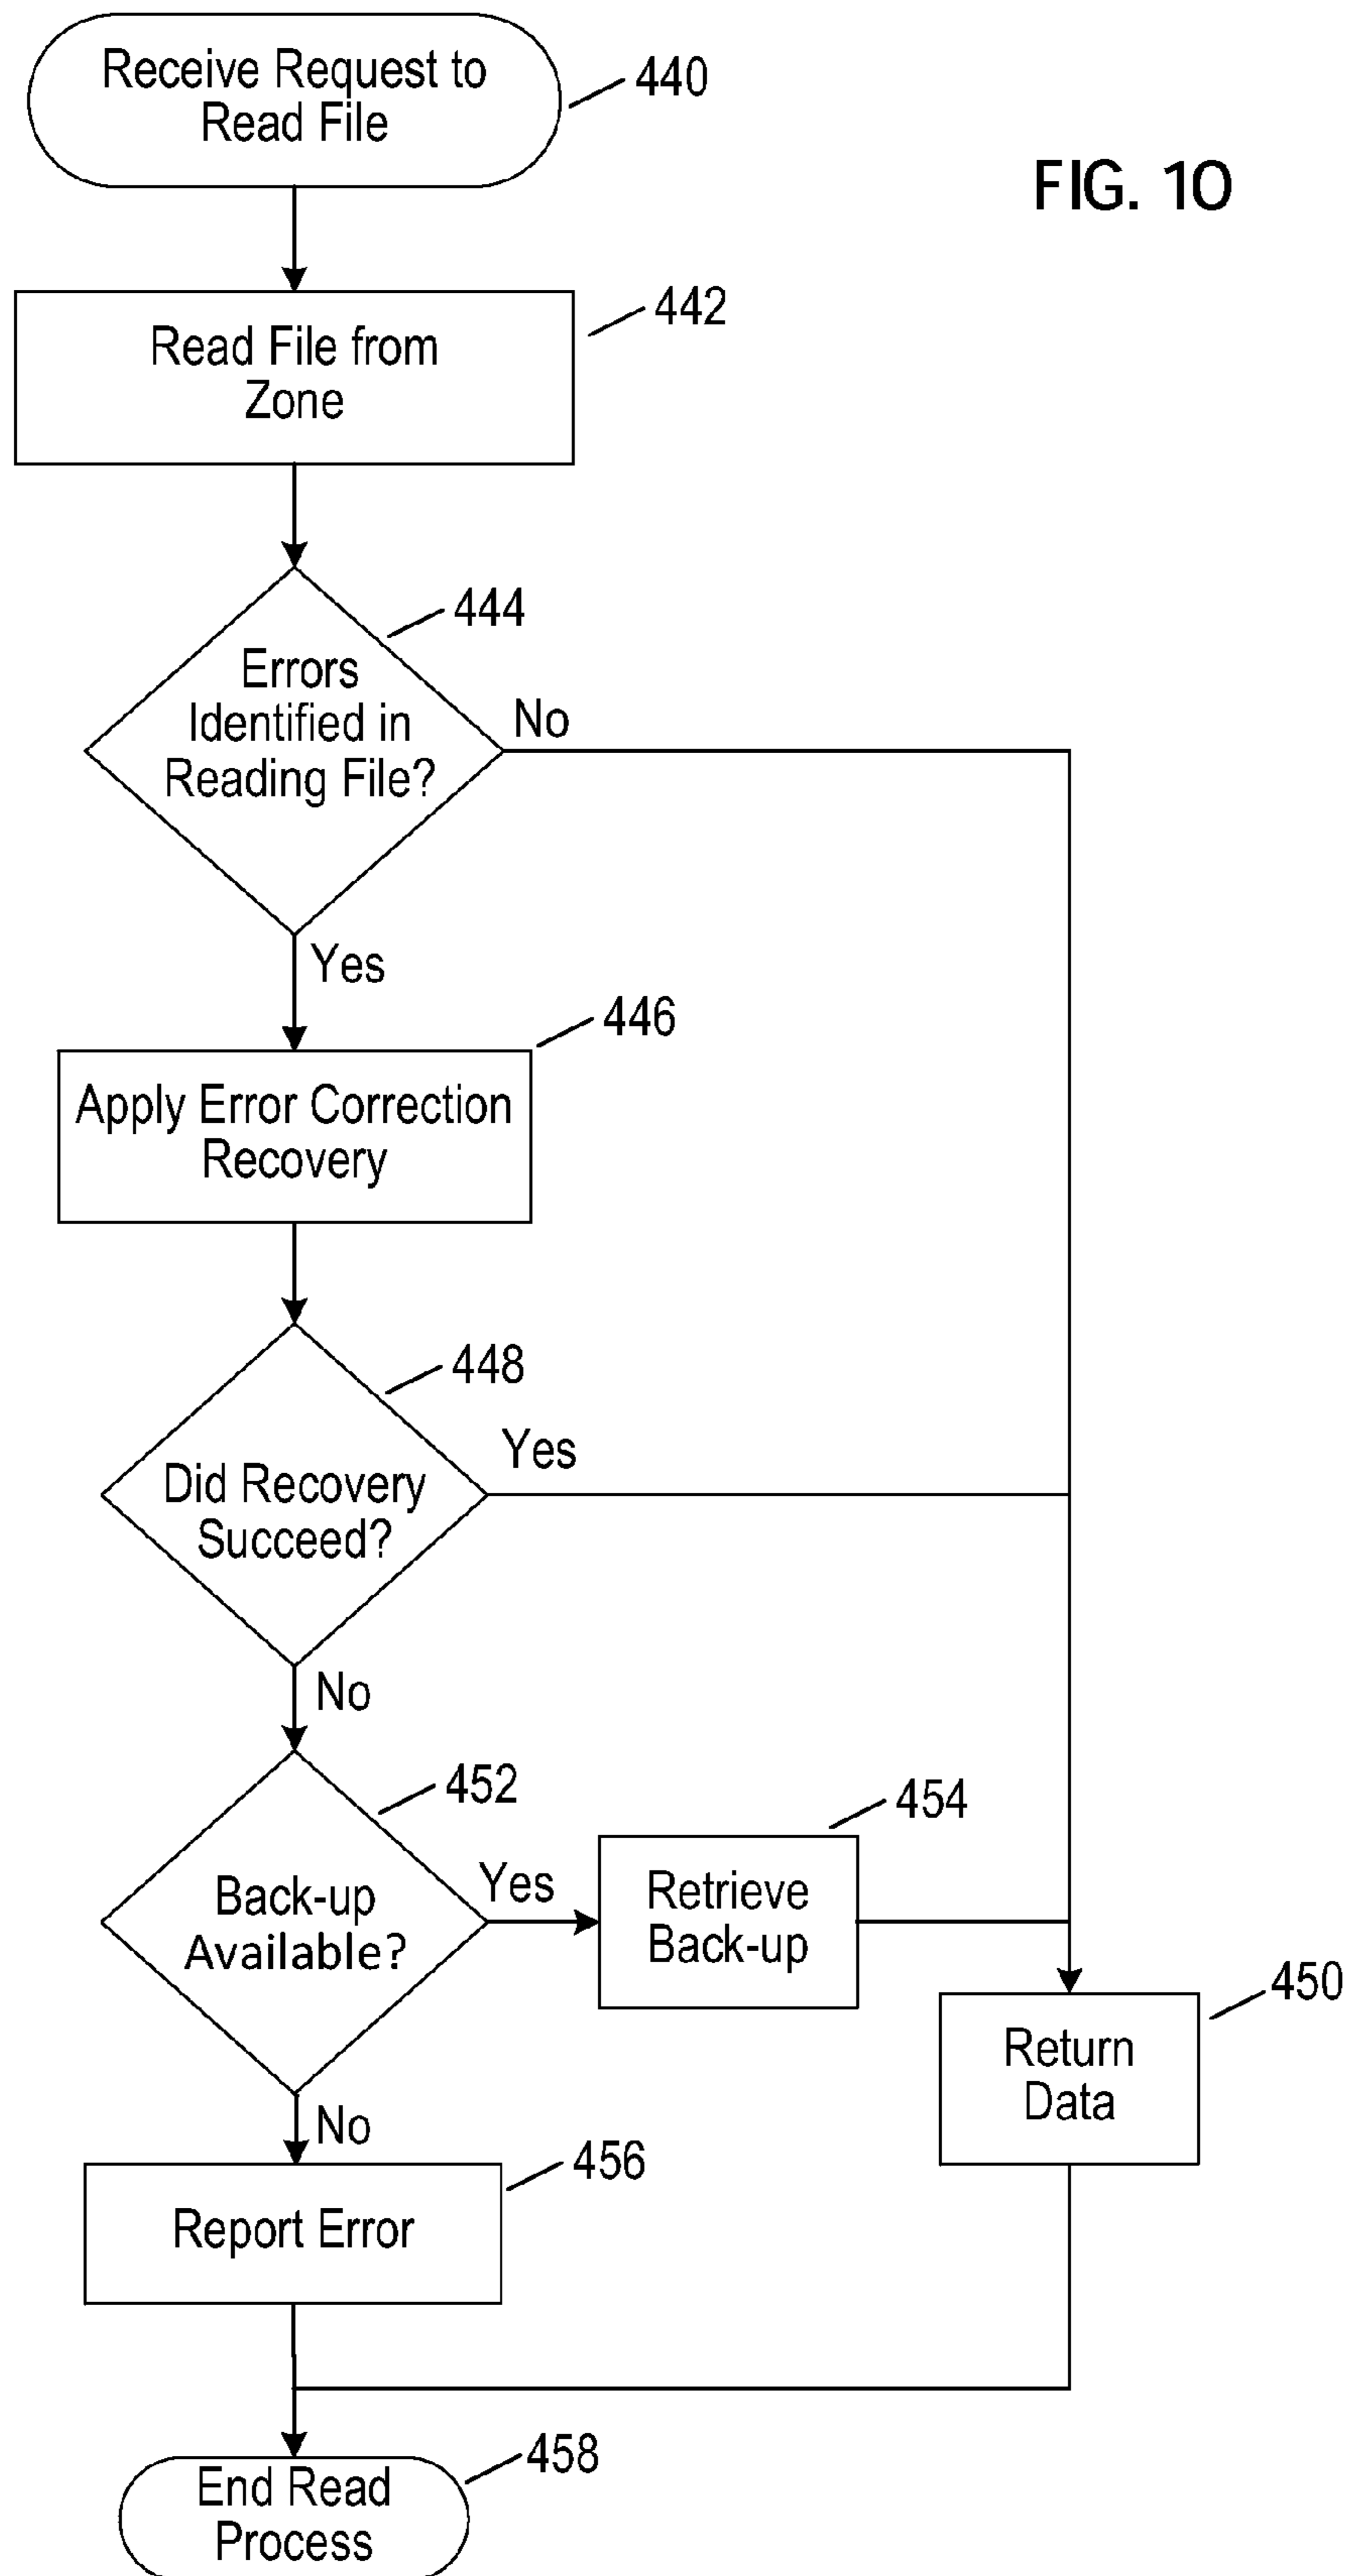 Receive Request to
Read File
440
FIG. 10
442
Read File from
Zone
444
Errors
Identified in
Reading File?
No
Yes
446
Apply Error Correction
Recovery
448
Yes
Did Recovery
Succeed?
No
452
454
Back-up
Available?
Yes
Retrieve
Back-up
450
Return
Data
No
456
Report Error
458
End Read
Process